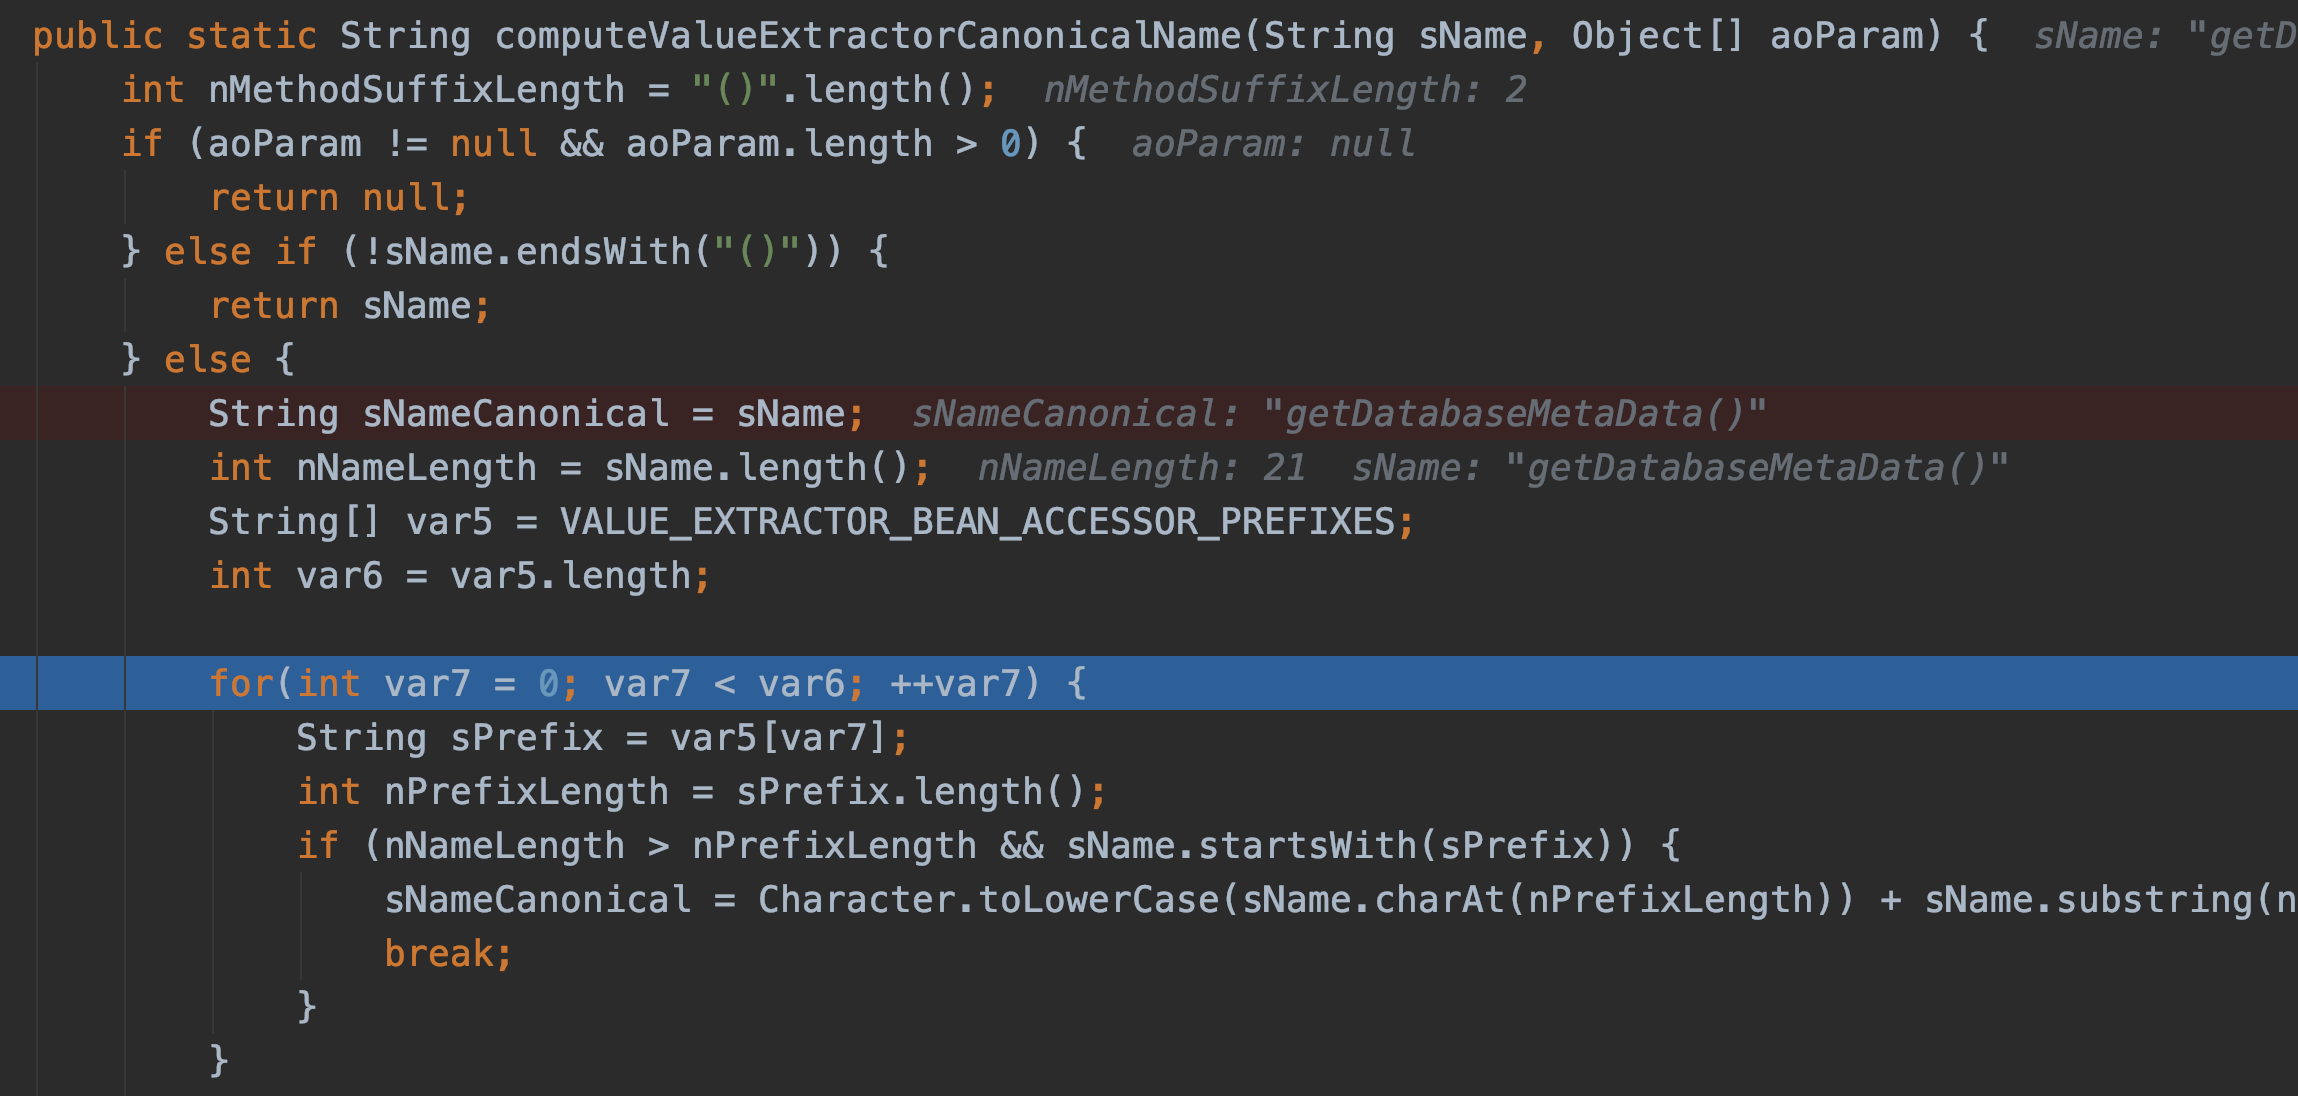 public static String computeValueExtractorCanonicalName(String sName, Object[] aoParam) {  sName: "getD
int nMethodSuffixLength = "()".length();  nMethodSuffixLength: 2
if (aoParam != null && aoParam.length > 0) {  aoParam: null
return null;
} else if (!sName.endsWith("()")) {
return sName;
} else {
String sNameCanonical = sName;  sNameCanonical: "getDatabaseMetaData()"
int nNameLength = sName.length();  nNameLength: 21  sName: "getDatabaseMetaData()"
String[] var5 = VALUE_EXTRACTOR_BEAN_ACCESSOR_PREFIXES;
int var6 = var5.length;
for(int var7 = 0; var7 < var6; ++var7) {
String sPrefix = var5[var7];
int nPrefixLength = sPrefix.length();
if (nNameLength > nPrefixLength && sName.startsWith(sPrefix)) {
sNameCanonical = Character.toLowerCase(sName.charAt(nPrefixLength)) + sName.substring(n
break;
}
}